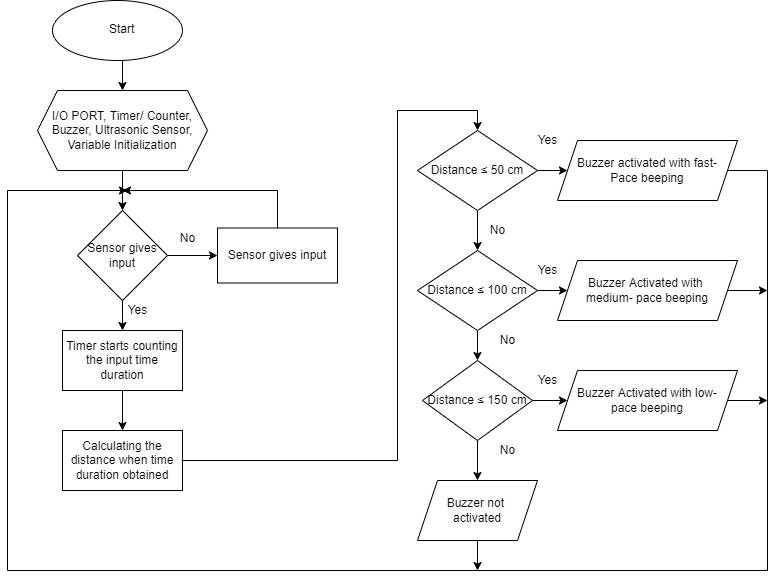 Start
I/O PORT, Timer/ Counter,
Buzzer, Ultrasonic Sensor,
Variable Initialization
Sensor gives
input
No
Sensor gives input
Yes
Timer starts counting
the input time
duration
Calculating the
distance when time
duration obtained
Distance ≤ 50 cm
Yes
Buzzer activated with fast-
Pace beeping
No
Distance ≤ 100 cm
Yes
Buzzer Activated with
medium- pace beeping
No
Distance ≤ 150 cm
Yes
Buzzer Activated with low-
pace beeping
No
Buzzer not
activated